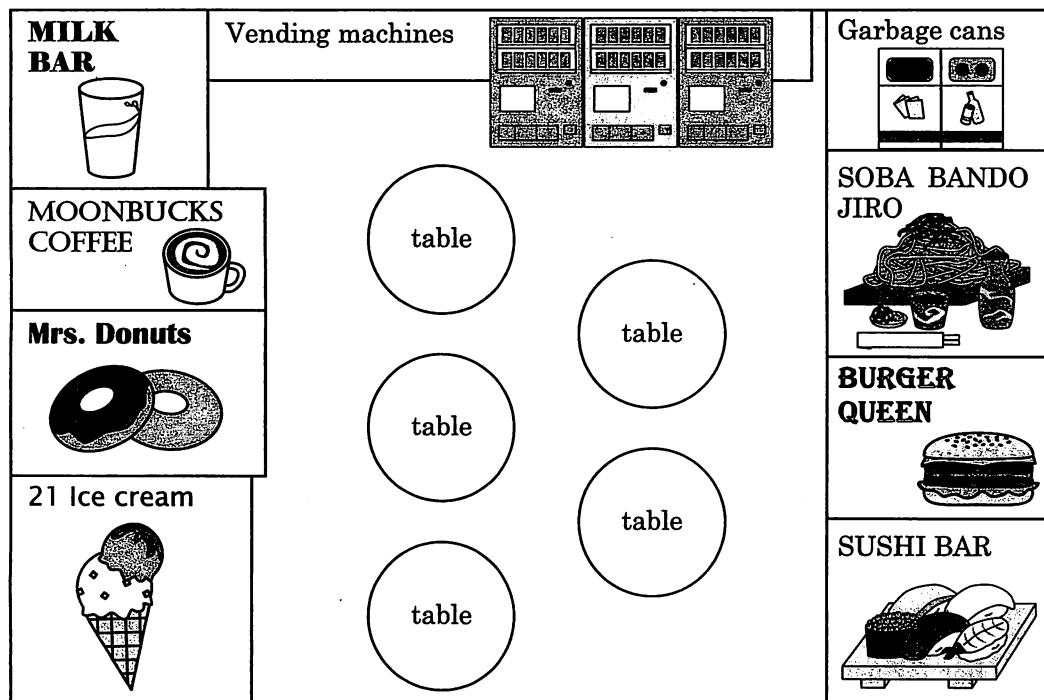 MILK
BAR
Vending machines
Garbage cans
MOONBUCKS
COFFEE
Mrs. Donuts
21 Ice cream
table
table
table
table
table
SOBA BANDO
JIRO
BURGER
QUEEN
SUSHI BAR